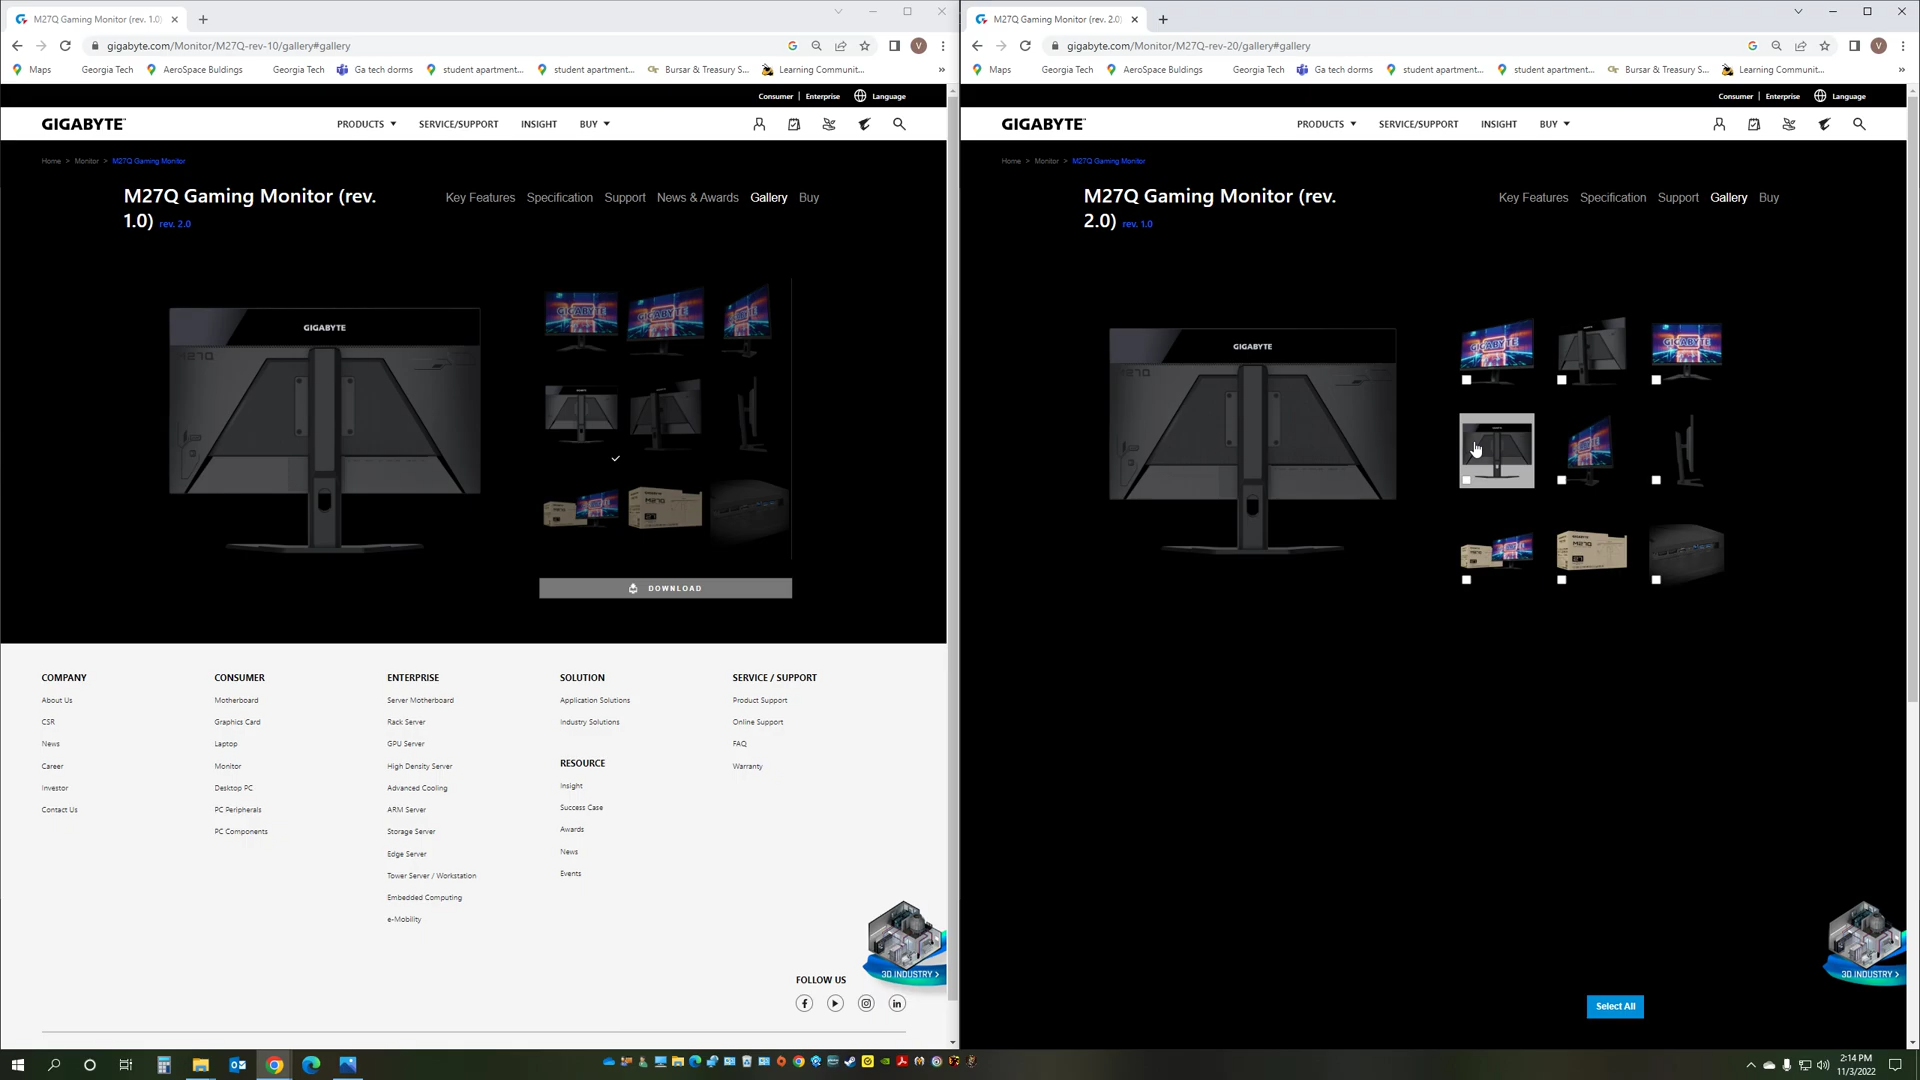 M27Q Gaming Monitor (rev. 1.0)
gigabyte.com/Monitor/M27Q-rev-10/gallery#gallery
V
Maps Georgia Tech AeroSpace Buldings Georgia Tech Ga tech dorms student apartment... student apartment... Bursar & Treasury S... Learning Communit... »
Consumer | Enterprise Language
GIGABYTE PRODUCTS SERVICE/SUPPORT INSIGHT BUY
Home > Monitor > M27Q Gaming Monitor
M27Q Gaming Monitor (rev.
1.0) rev. 2.0
Key Features Specification Support News & Awards Gallery Buy
GIGABYTE
M27Q
DOWNLOAD
COMPANY
About Us
CSR
News
Career
Investor
Contact Us
CONSUMER
Motherboard
Graphics Card
Laptop
Monitor
Desktop PC
PC Peripherals
PC Components
ENTERPRISE
Server Motherboard
Rack Server
GPU Server
High Density Server
Advanced Cooling
ARM Server
Storage Server
Edge Server
Tower Server / Workstation
Embedded Computing
e-Mobility
SOLUTION
Application Solutions
Industry Solutions
RESOURCE
Insight
Success Case
Awards
News
Events
SERVICE / SUPPORT
Product Support
Online Support
FAQ
Warranty
3D INDUSTRY >
FOLLOW US
M27Q Gaming Monitor (rev. 2.0)
gigabyte.com/Monitor/M27Q-rev-20/gallery#gallery
V
Maps Georgia Tech AeroSpace Buldings Georgia Tech Ga tech dorms student apartment... student apartment... Bursar & Treasury S... Learning Communit... »
Consumer | Enterprise Language
GIGABYTE PRODUCTS SERVICE/SUPPORT INSIGHT BUY
Home > Monitor > M27Q Gaming Monitor
M27Q Gaming Monitor (rev.
2.0) rev. 1.0
Key Features Specification Support Gallery Buy
GIGABYTE
M27Q
3D INDUSTRY >
Select All
2:14 PM
11/3/2022